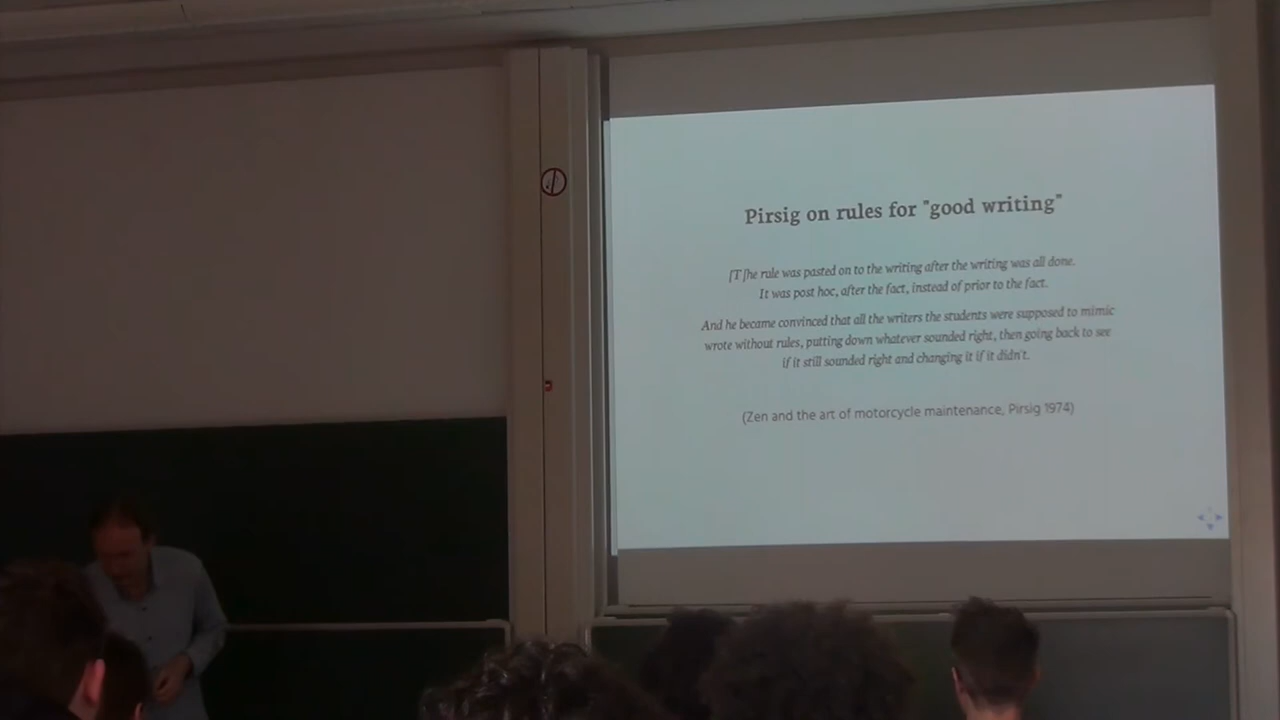 Pirsig on rules for "good writing"
[T]he rule was pasted on to the writing after the writing was all done.
It was post hoc, after the fact, instead of prior to the fact.
And he became convinced that all the writers the students were supposed to mimic
wrote without rules, putting down whatever sounded right, then going back to see
if it still sounded right and changing it if it didn't.
(Zen and the art of motorcycle maintenance, Pirsig 1974)